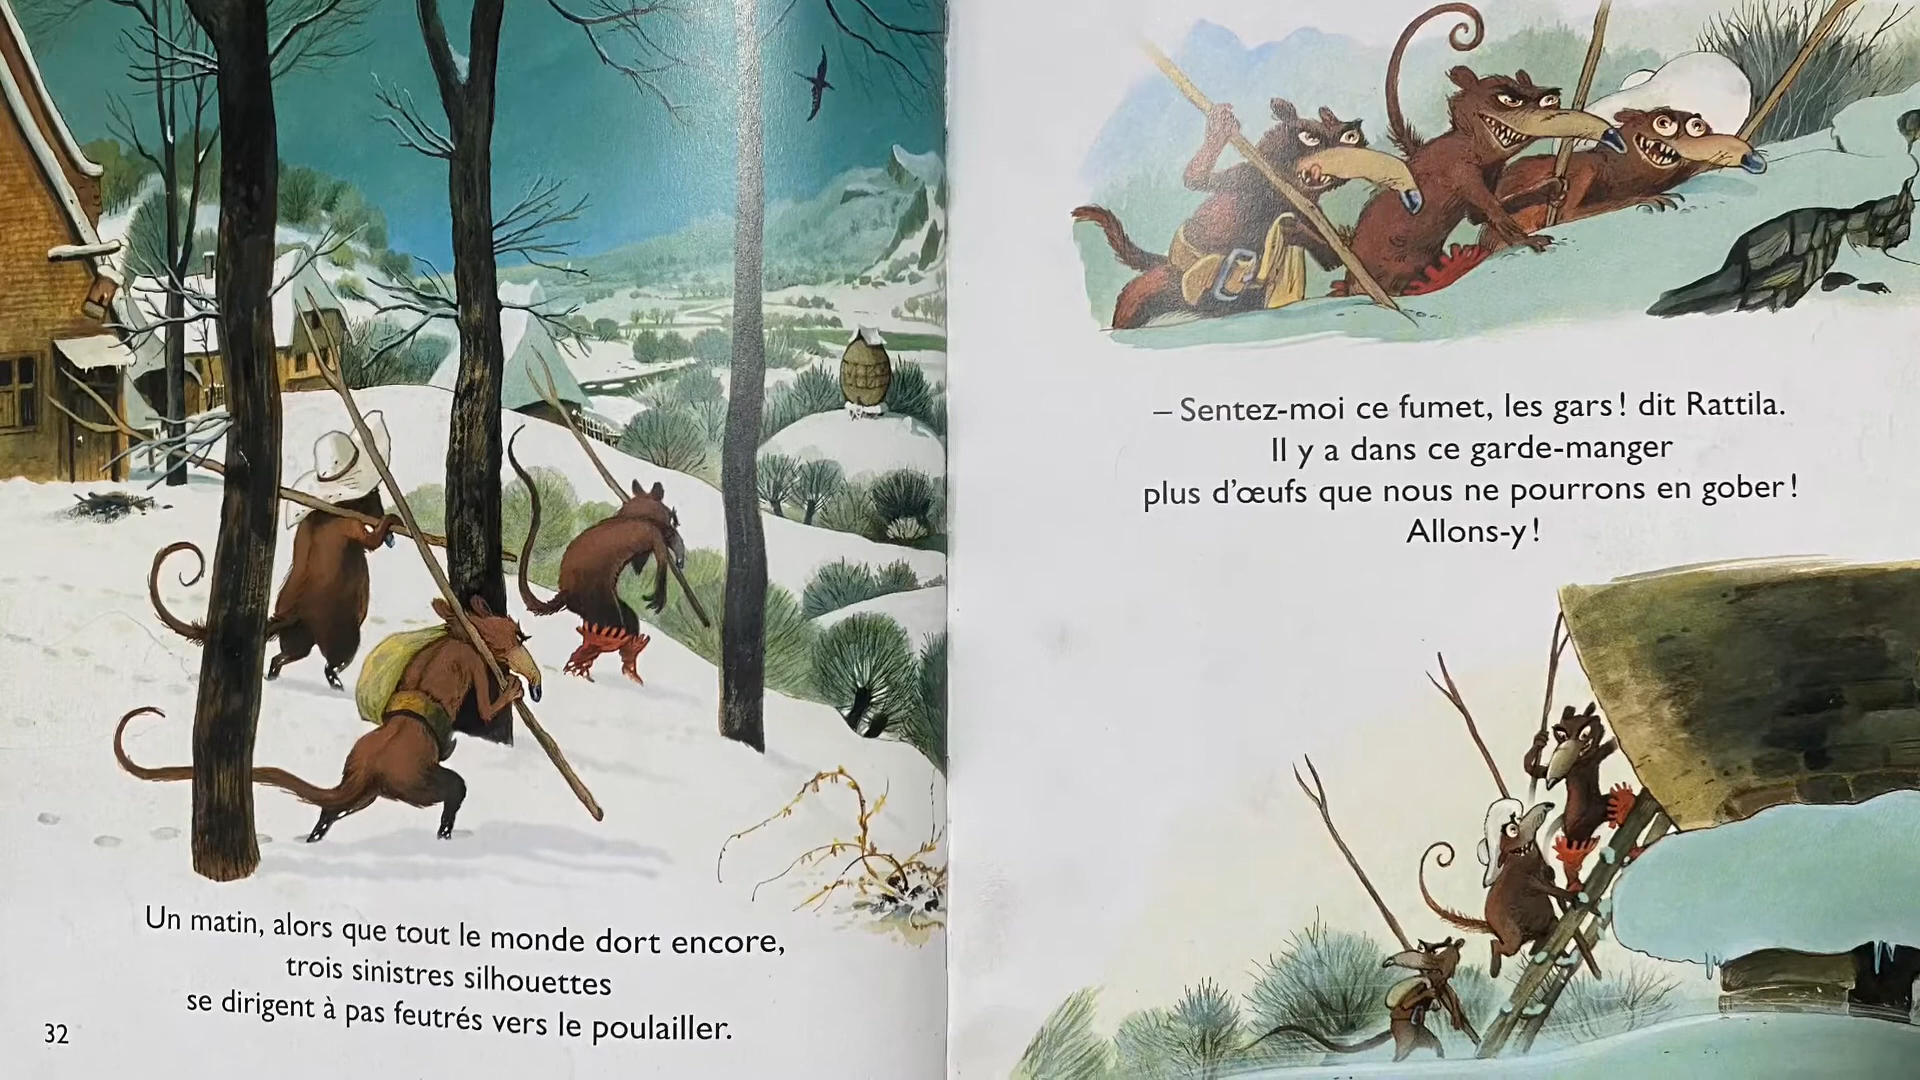 Un matin, alors que tout le monde dort encore,
trois sinistres silhouettes
se dirigent à pas feutrés vers le poulailler.
32
– Sentez-moi ce fumet, les gars ! dit Rattila.
Il y a dans ce garde-manger
plus d'œufs que nous ne pourrons en gober !
Allons-y !